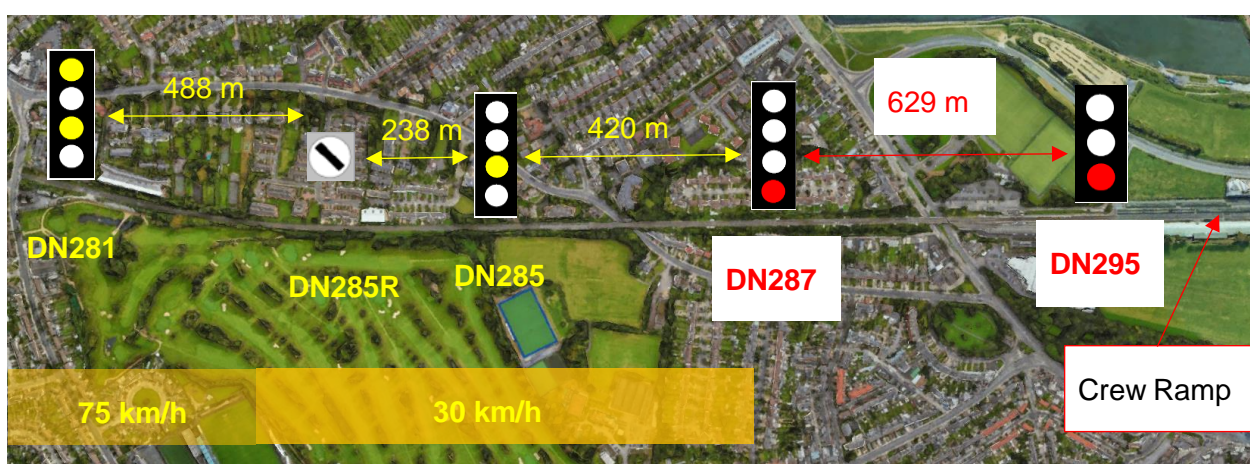 488 m
238 m
420 m
629 m
DN281
DN285R
DN285
DN287
DN295
75 km/h
30 km/h
Crew Ramp